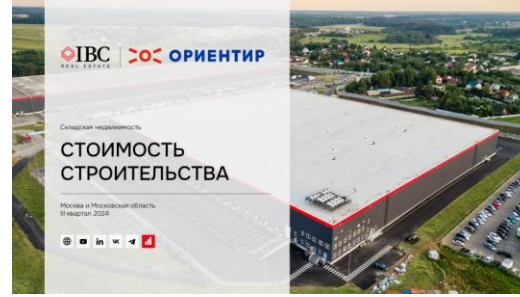 IBC
REAL ESTATE
ОРИЕНТИР
Складская недвижимость
СТОИМОСТЬ
СТРОИТЕЛЬСТВА
Москва и Московская область
III квартал 2024